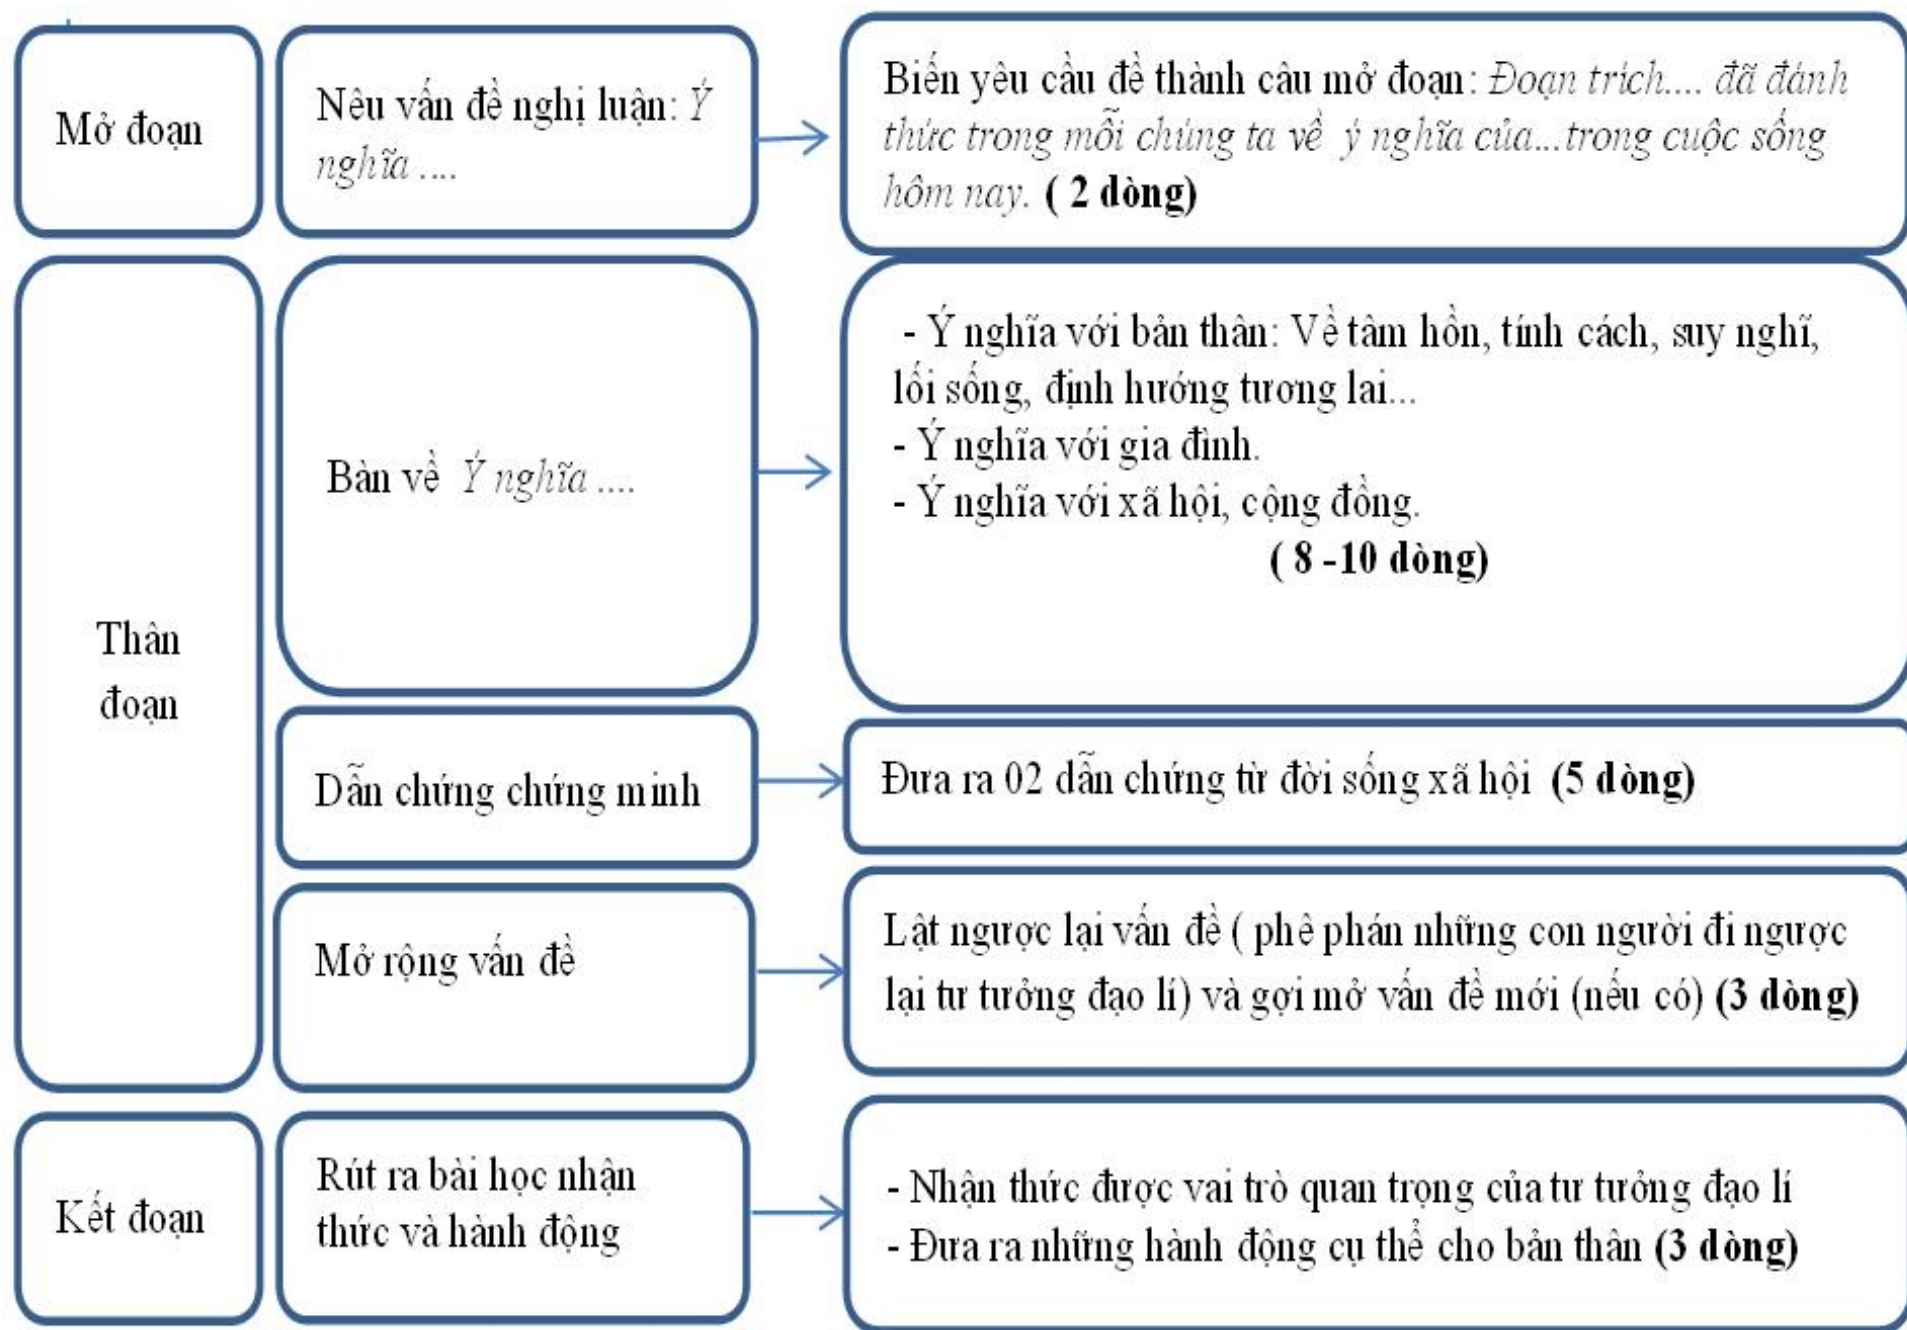 Mở đoạn
Nêu vấn đề nghị luận: Ý
nghĩa ....
Biến yêu cầu đề thành câu mở đoạn: Đoạn trích.... đã đánh
thức trong mỗi chúng ta về ý nghĩa của...trong cuộc sống
hôm nay. ( 2 dòng)
Thân
đoạn
Bàn về Ý nghĩa ....
- Ý nghĩa với bản thân: Về tâm hồn, tính cách, suy nghĩ,
lối sống, định hướng tương lai...
- Ý nghĩa với gia đình.
- Ý nghĩa với xã hội, cộng đồng.
( 8 -10 dòng)
Dẫn chứng chứng minh
Đưa ra 02 dẫn chứng từ đời sống xã hội (5 dòng)
Mở rộng vấn đề
Lật ngược lại vấn đề ( phê phán những con người đi ngược
lại tư tưởng đạo lí) và gợi mở vấn đề mới (nếu có) (3 dòng)
Kết đoạn
Rút ra bài học nhận
thức và hành động
- Nhận thức được vai trò quan trọng của tư tưởng đạo lí
- Đưa ra những hành động cụ thể cho bản thân (3 dòng)